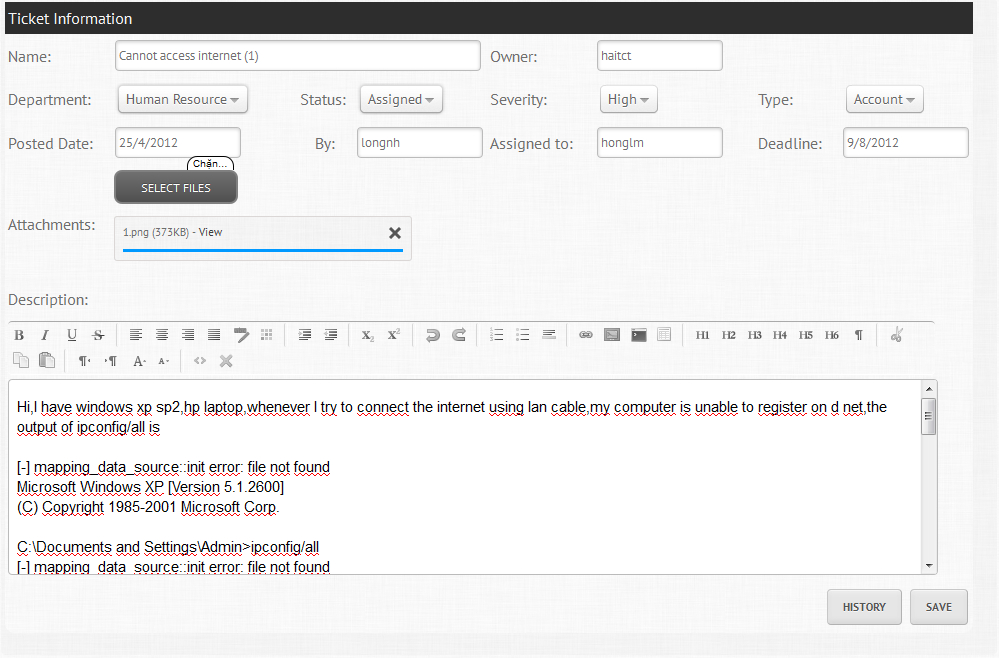 Ticket Information
Name: Cannot access internet (1) Owner: haitct
Department: Human Resource Status: Assigned Severity: High Type: Account
Posted Date: 25/4/2012 By: longnh Assigned to: honglm Deadline: 9/8/2012
Chặn...
SELECT FILES
Attachments: 1.png (373KB) - View
Description:
B I U S X2 X2 H1 H2 H3 H4 H5 H6 ¶
¶ ¶ A A
Hi,I have windows xp sp2,hp laptop,whenever I try to connect the internet using lan cable,my computer is unable to register on d net,the
output of ipconfig/all is
[-] mapping_data_source::init error: file not found
Microsoft Windows XP [Version 5.1.2600]
(C) Copyright 1985-2001 Microsoft Corp.
C:\Documents and Settings\Admin>ipconfig/all
[-] mapping_data_source::init error: file not found
HISTORY SAVE